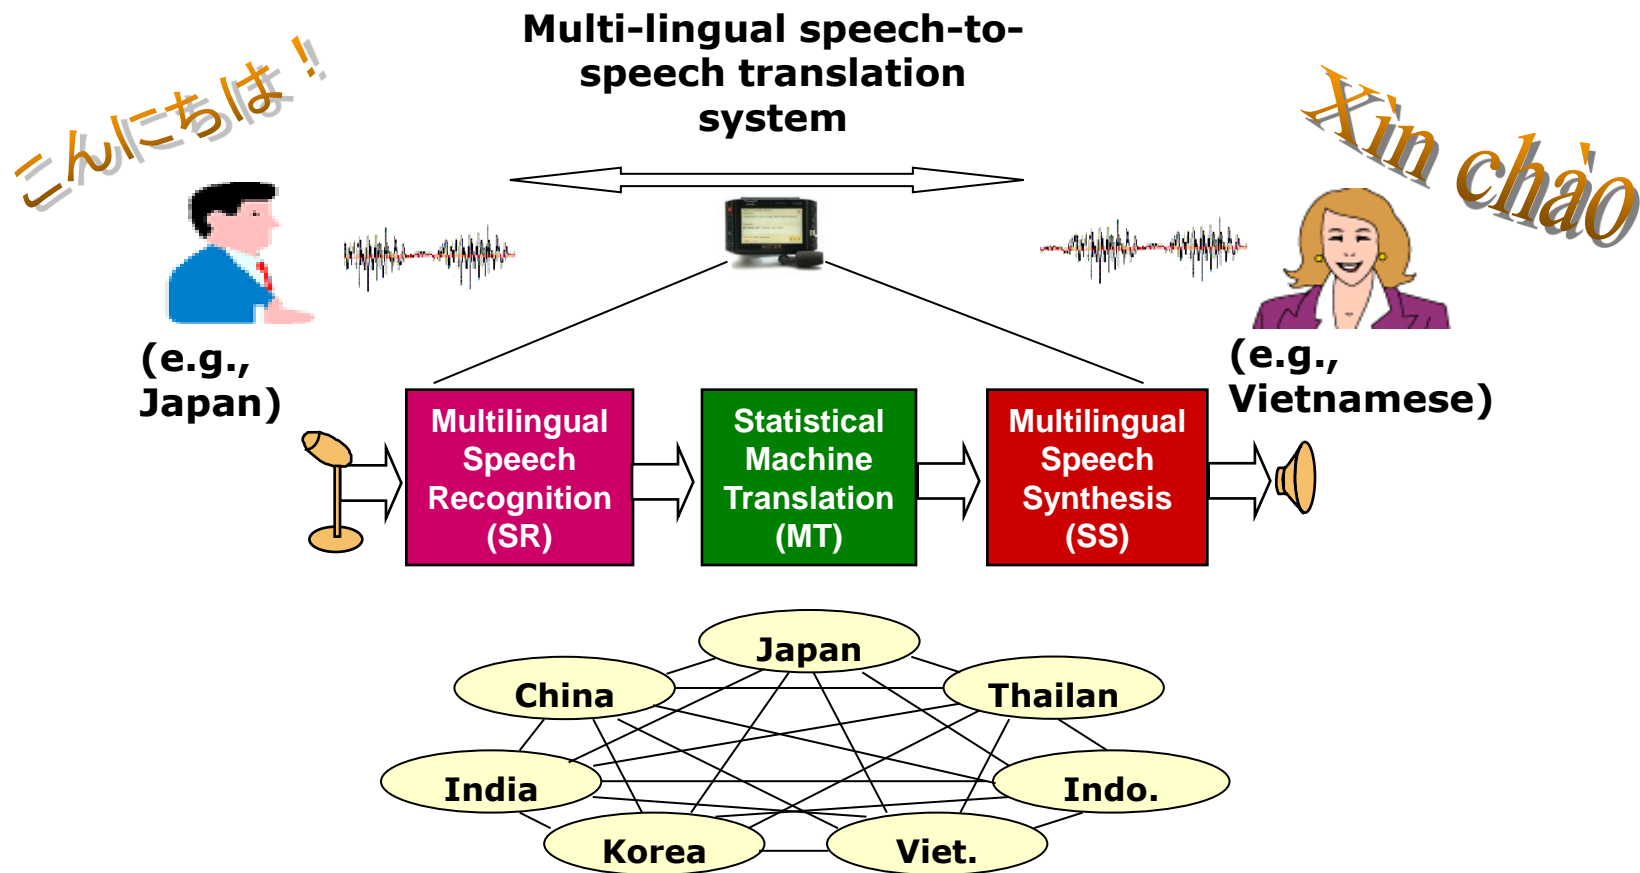 Multi-lingual speech-to-
speech translation
system
こんにちは！
Xìn chào
(e.g.,
Japan)
(e.g.,
Vietnamese)
Multilingual
Speech
Recognition
(SR)
Statistical
Machine
Translation
(MT)
Multilingual
Speech
Synthesis
(SS)
Japan
China
Thailan
India
Indo.
Korea
Viet.